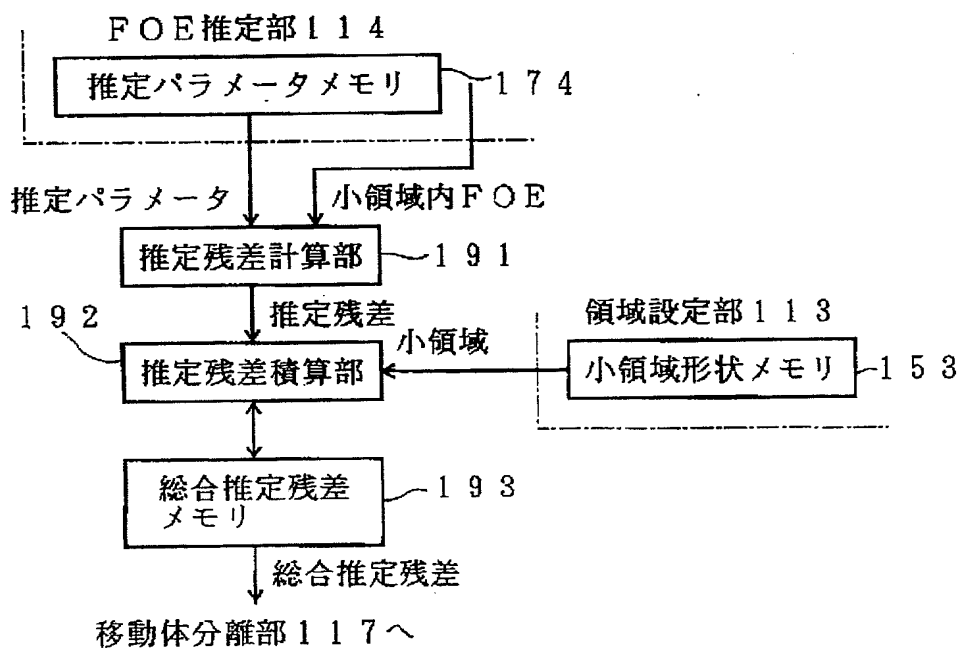 ＦＯＥ推定部１１４
推定パラメータメモリ
１７４
推定パラメータ
小領域内ＦＯＥ
推定残差計算部
１９１
１９２
推定残差
領域設定部１１３
小領域
推定残差積算部
小領域形状メモリ
１５３
総合推定残差
メモリ
１９３
総合推定残差
移動体分離部１１７へ